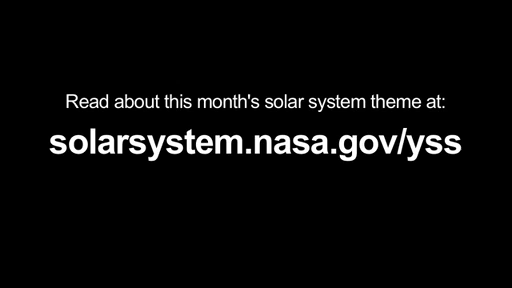 Read about this month's solar system theme at:
solarsystem.nasa.gov/yss